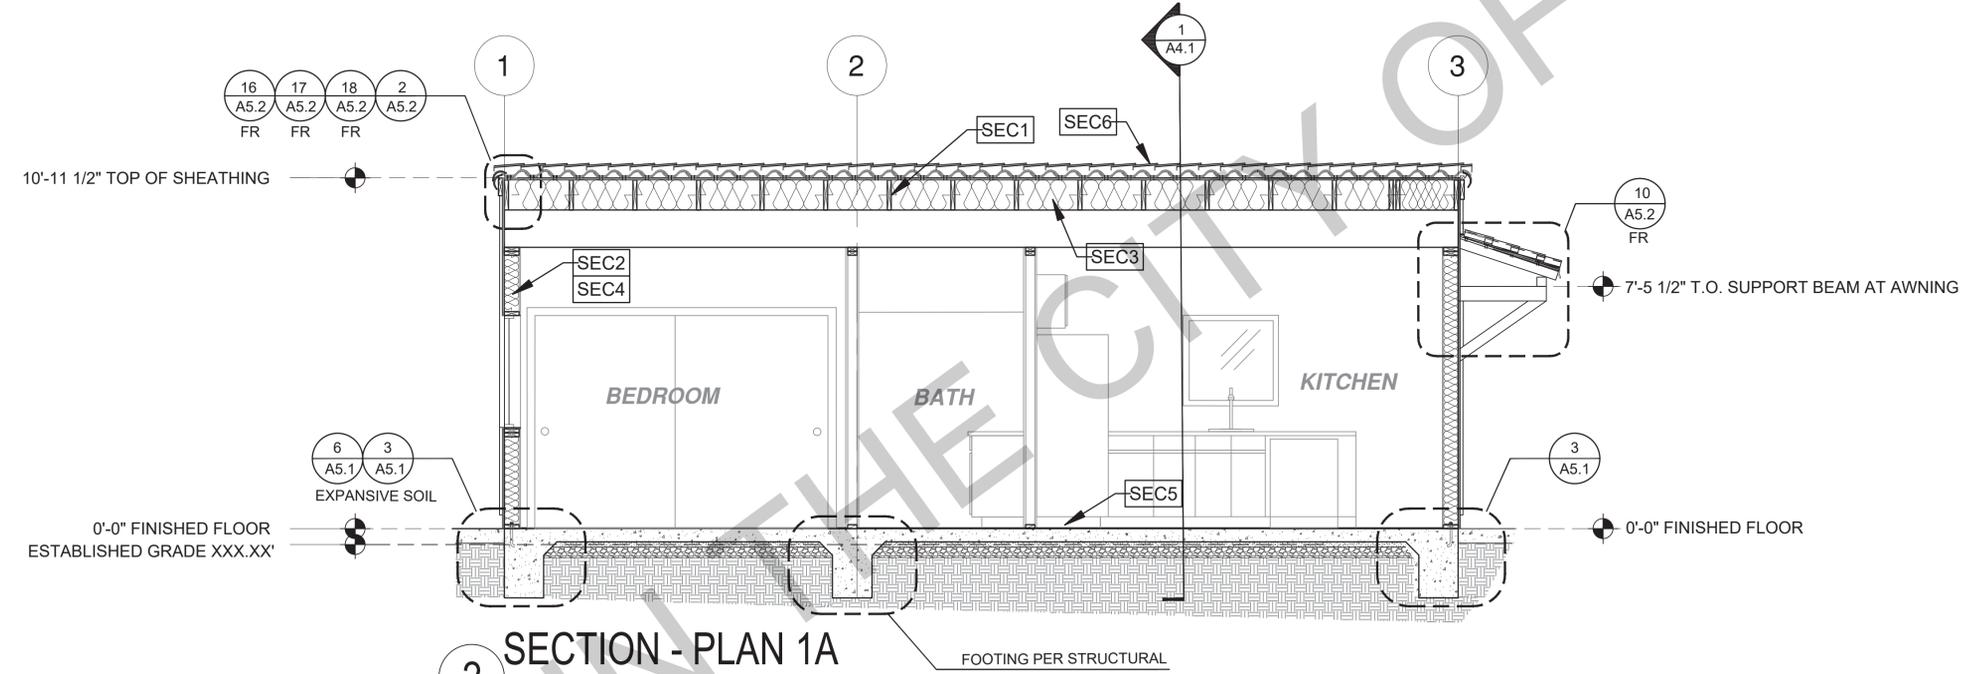 1
A4.1
1
2
3
16
17
18
2
A5.2
A5.2
A5.2
A5.2
FR
FR
FR
SEC1
SEC6
10'-11 1/2" TOP OF SHEATHING
10
A5.2
FR
SEC2
SEC4
SEC3
7'-5 1/2" T.O. SUPPORT BEAM AT AWNING
BEDROOM
BATH
KITCHEN
6
3
A5.1
A5.1
EXPANSIVE SOIL
3
A5.1
SEC5
0'-0" FINISHED FLOOR
0'-0" FINISHED FLOOR
ESTABLISHED GRADE XXX.XX'
SECTION - PLAN 1A
FOOTING PER STRUCTURAL
IN THE CITY OF